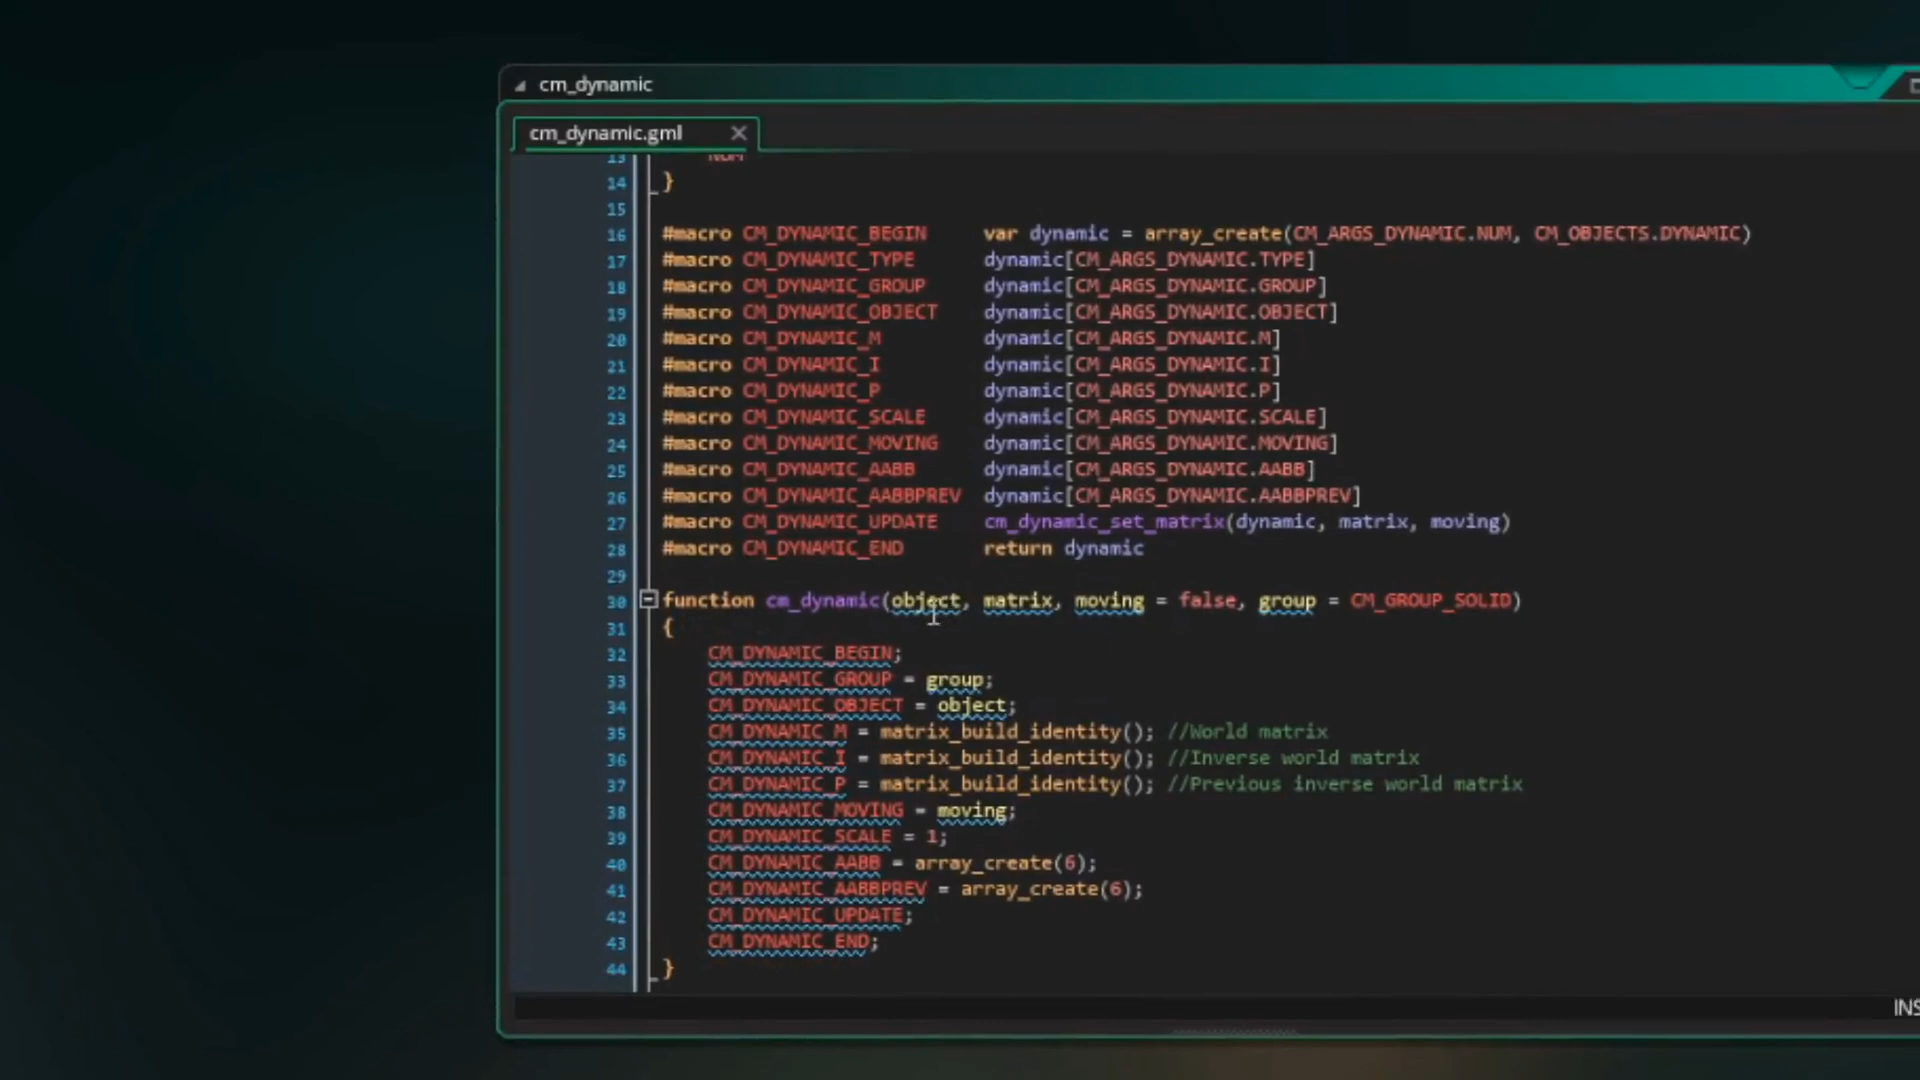 cm_dynamic
cm_dynamic.gml
13 NUM
14 }
15
16 #macro CM_DYNAMIC_BEGIN var dynamic = array_create(CM_ARGS_DYNAMIC.NUM, CM_OBJECTS.DYNAMIC)
17 #macro CM_DYNAMIC_TYPE dynamic[CM_ARGS_DYNAMIC.TYPE]
18 #macro CM_DYNAMIC_GROUP dynamic[CM_ARGS_DYNAMIC.GROUP]
19 #macro CM_DYNAMIC_OBJECT dynamic[CM_ARGS_DYNAMIC.OBJECT]
20 #macro CM_DYNAMIC_M dynamic[CM_ARGS_DYNAMIC.M]
21 #macro CM_DYNAMIC_I dynamic[CM_ARGS_DYNAMIC.I]
22 #macro CM_DYNAMIC_P dynamic[CM_ARGS_DYNAMIC.P]
23 #macro CM_DYNAMIC_SCALE dynamic[CM_ARGS_DYNAMIC.SCALE]
24 #macro CM_DYNAMIC_MOVING dynamic[CM_ARGS_DYNAMIC.MOVING]
25 #macro CM_DYNAMIC_AABB dynamic[CM_ARGS_DYNAMIC.AABB]
26 #macro CM_DYNAMIC_AABBPREV dynamic[CM_ARGS_DYNAMIC.AABBPREV]
27 #macro CM_DYNAMIC_UPDATE cm_dynamic_set_matrix(dynamic, matrix, moving)
28 #macro CM_DYNAMIC_END return dynamic
29
30 function cm_dynamic(object, matrix, moving = false, group = CM_GROUP_SOLID)
31 {
32 CM_DYNAMIC_BEGIN;
33 CM_DYNAMIC_GROUP = group;
34 CM_DYNAMIC_OBJECT = object;
35 CM_DYNAMIC_M = matrix_build_identity(); //World matrix
36 CM_DYNAMIC_I = matrix_build_identity(); //Inverse world matrix
37 CM_DYNAMIC_P = matrix_build_identity(); //Previous inverse world matrix
38 CM_DYNAMIC_MOVING = moving;
39 CM_DYNAMIC_SCALE = 1;
40 CM_DYNAMIC_AABB = array_create(6);
41 CM_DYNAMIC_AABBPREV = array_create(6);
42 CM_DYNAMIC_UPDATE;
43 CM_DYNAMIC_END;
44 }
INS